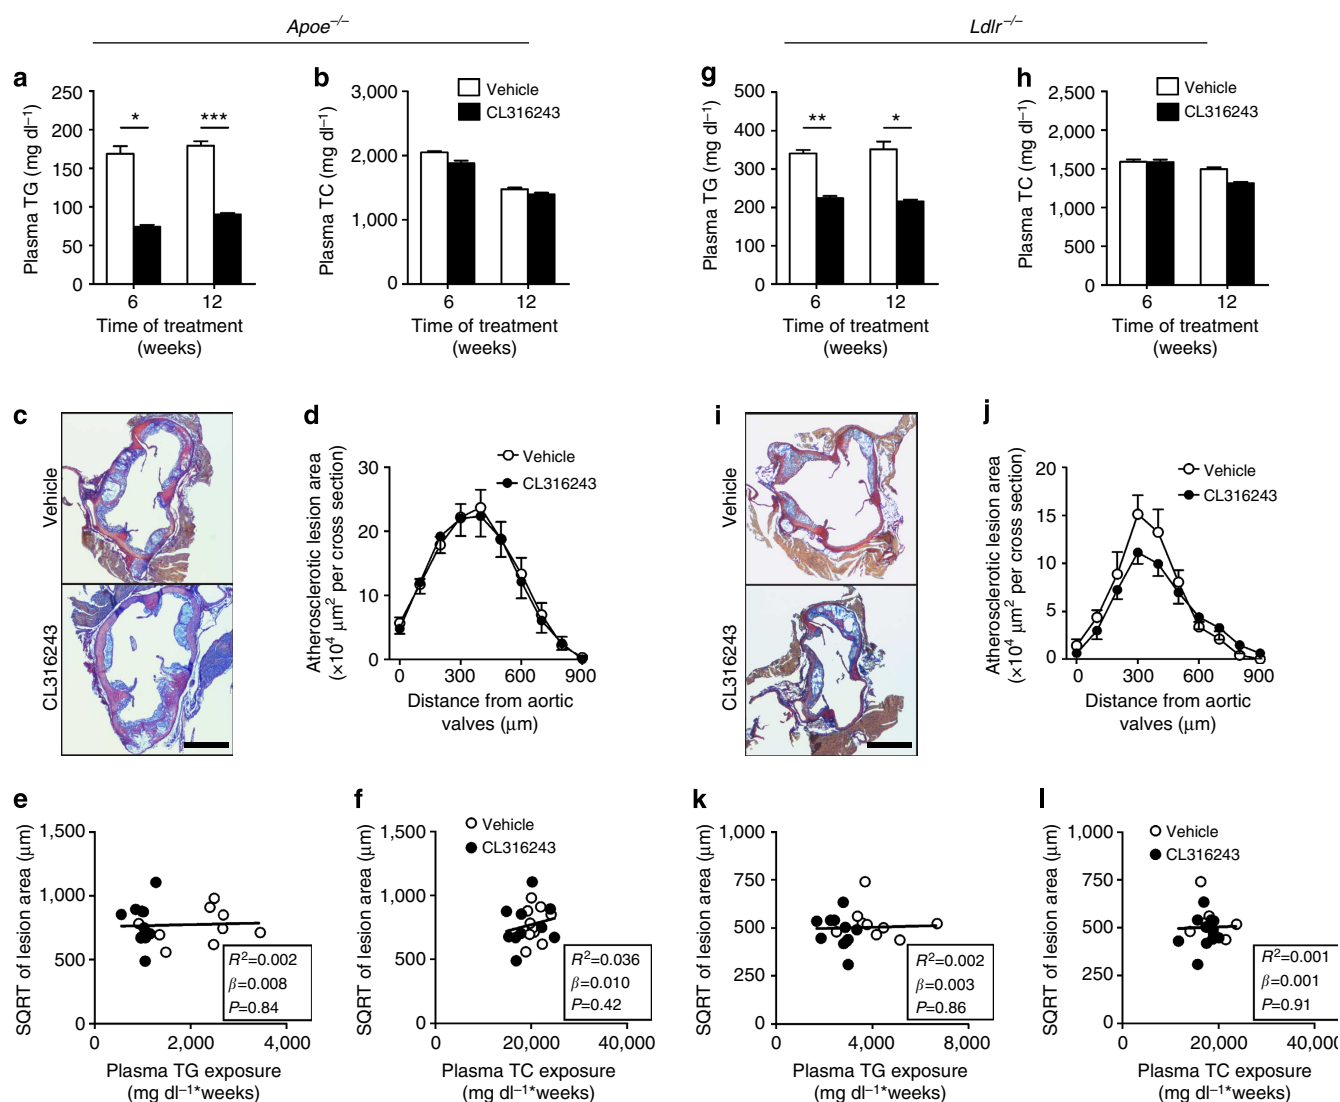 Apoe−/−
Ldlr−/−
a
Plasma TG (mg dl−1)
250
200
150
100
50
0
*
***
6
12
Time of treatment
(weeks)
b
Plasma TC (mg dl−1)
3,000
2,000
1,000
0
Vehicle
CL316243
6
12
Time of treatment
(weeks)
g
Plasma TG (mg dl−1)
500
400
300
200
100
0
**
*
6
12
Time of treatment
(weeks)
h
Plasma TC (mg dl−1)
2,500
2,000
1,500
1,000
500
0
Vehicle
CL316243
6
12
Time of treatment
(weeks)
c
Vehicle
CL316243
d
Atherosclerotic lesion area
(×10⁴ μm² per cross section)
30
20
10
0
Vehicle
CL316243
0
300
600
900
Distance from aortic
valves (μm)
i
Vehicle
CL316243
j
Atherosclerotic lesion area
(×10⁴ μm² per cross section)
20
15
10
5
0
Vehicle
CL316243
0
300
600
900
Distance from aortic
valves (μm)
e
SQRT of lesion area (μm)
1,500
1,000
500
0
R²=0.002
β=0.008
P=0.84
0
2,000
4,000
Plasma TG exposure
(mg dl−1*weeks)
f
SQRT of lesion area (μm)
1,500
1,000
500
0
Vehicle
CL316243
R²=0.036
β=0.010
P=0.42
0
20,000
40,000
Plasma TC exposure
(mg dl−1*weeks)
k
SQRT of lesion area (μm)
1,000
750
500
250
0
R²=0.002
β=0.003
P=0.86
0
4,000
8,000
Plasma TG exposure
(mg dl−1*weeks)
l
SQRT of lesion area (μm)
1,000
750
500
250
0
Vehicle
CL316243
R²=0.001
β=0.001
P=0.91
0
20,000
40,000
Plasma TC exposure
(mg dl−1*weeks)